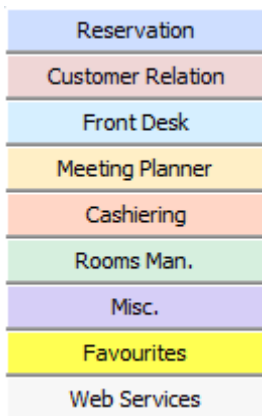 Reservation
Customer Relation
Front Desk
Meeting Planner
Cashiering
Rooms Man.
Misc.
Favourites
Web Services